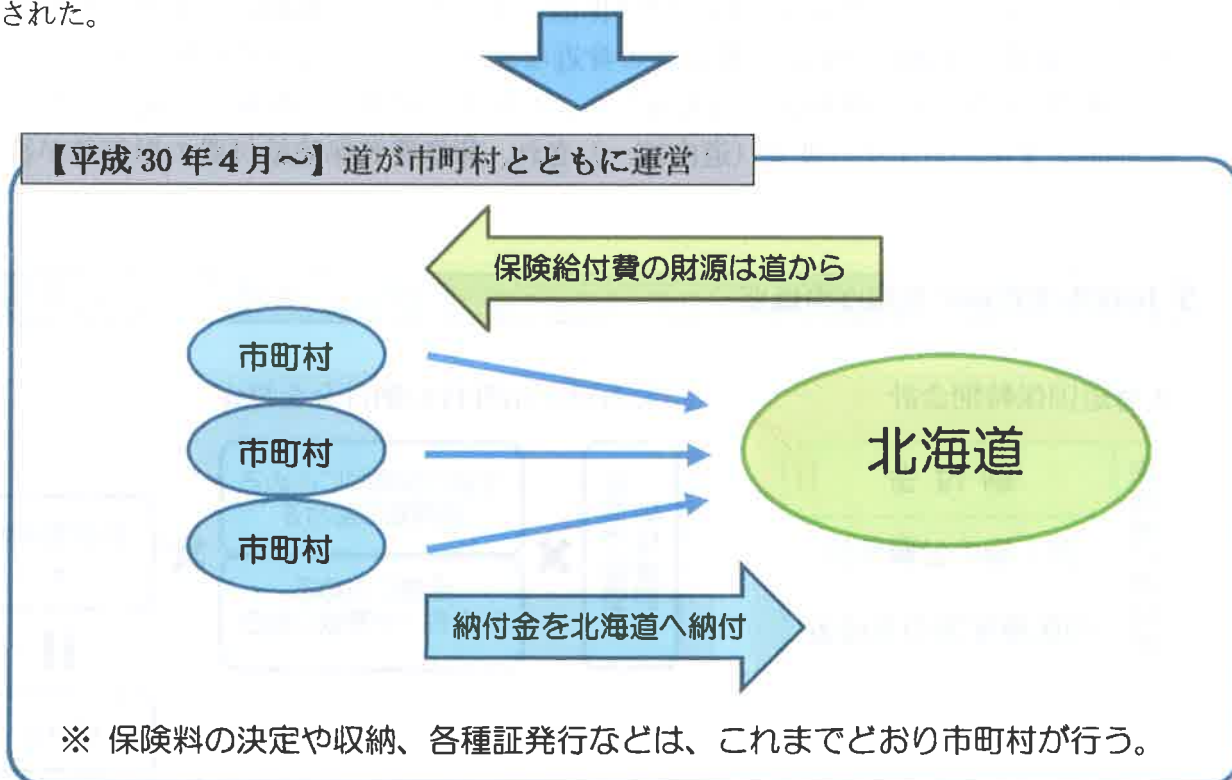 された。
【平成 30 年４月～】道が市町村とともに運営
保険給付費の財源は道から
市町村
市町村
市町村
北海道
納付金を北海道へ納付
※ 保険料の決定や収納、各種証発行などは、これまでどおり市町村が行う。